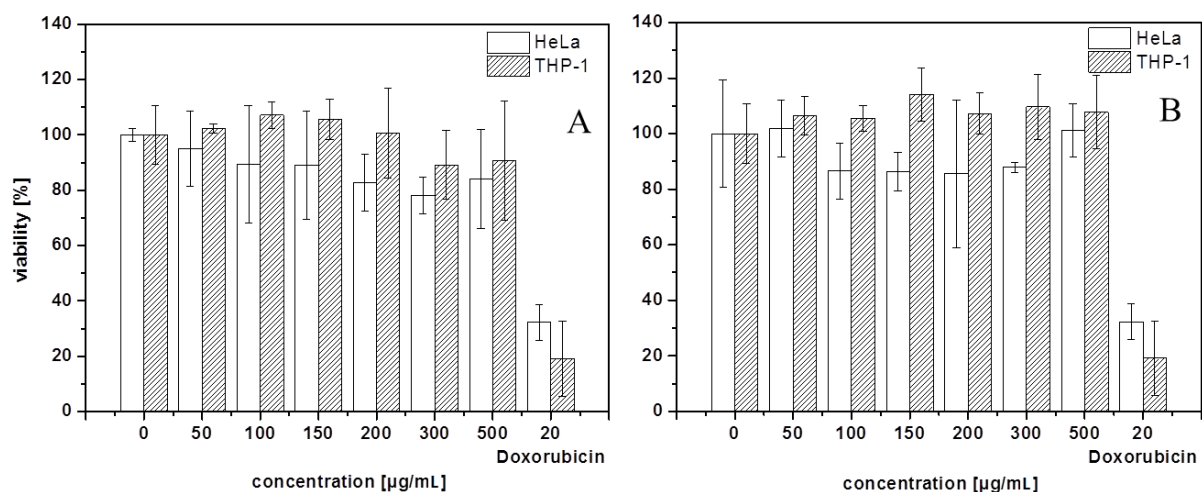 140
120
100
80
60
40
20
0
viability [%]
HeLa
THP-1
A
0 50 100 150 200 300 500 20
Doxorubicin
concentration [µg/mL]
140
120
100
80
60
40
20
0
HeLa
THP-1
B
0 50 100 150 200 300 500 20
Doxorubicin
concentration [µg/mL]